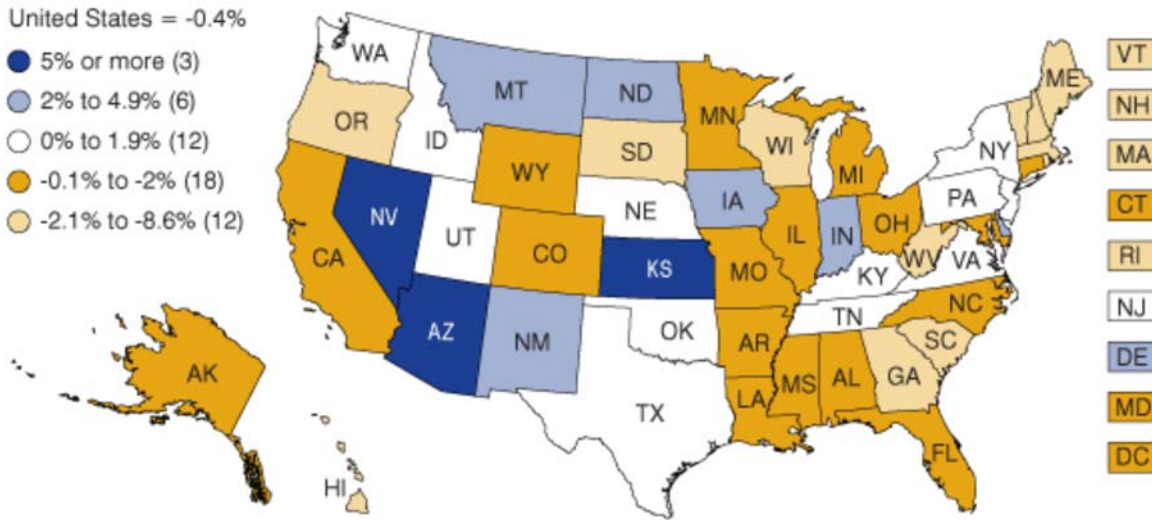 United States = -0.4%
5% or more (3)
2% to 4.9% (6)
0% to 1.9% (12)
-0.1% to -2% (18)
-2.1% to -8.6% (12)
WA
MT
ND
MN
ME
VT
NH
OR
ID
SD
WI
NY
MA
WY
MI
CT
NV
NE
IA
PA
UT
IL
IN
OH
RI
CA
CO
KS
MO
KY
WV
VA
NJ
AZ
NM
OK
TN
NC
DE
AK
AR
SC
TX
LA
MS
AL
GA
MD
HI
FL
DC